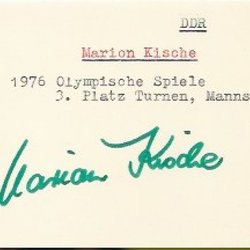 DDR
Marion Kische
1976 Olympische Spiele
3. Platz Turnen, Manns
Marion Kische